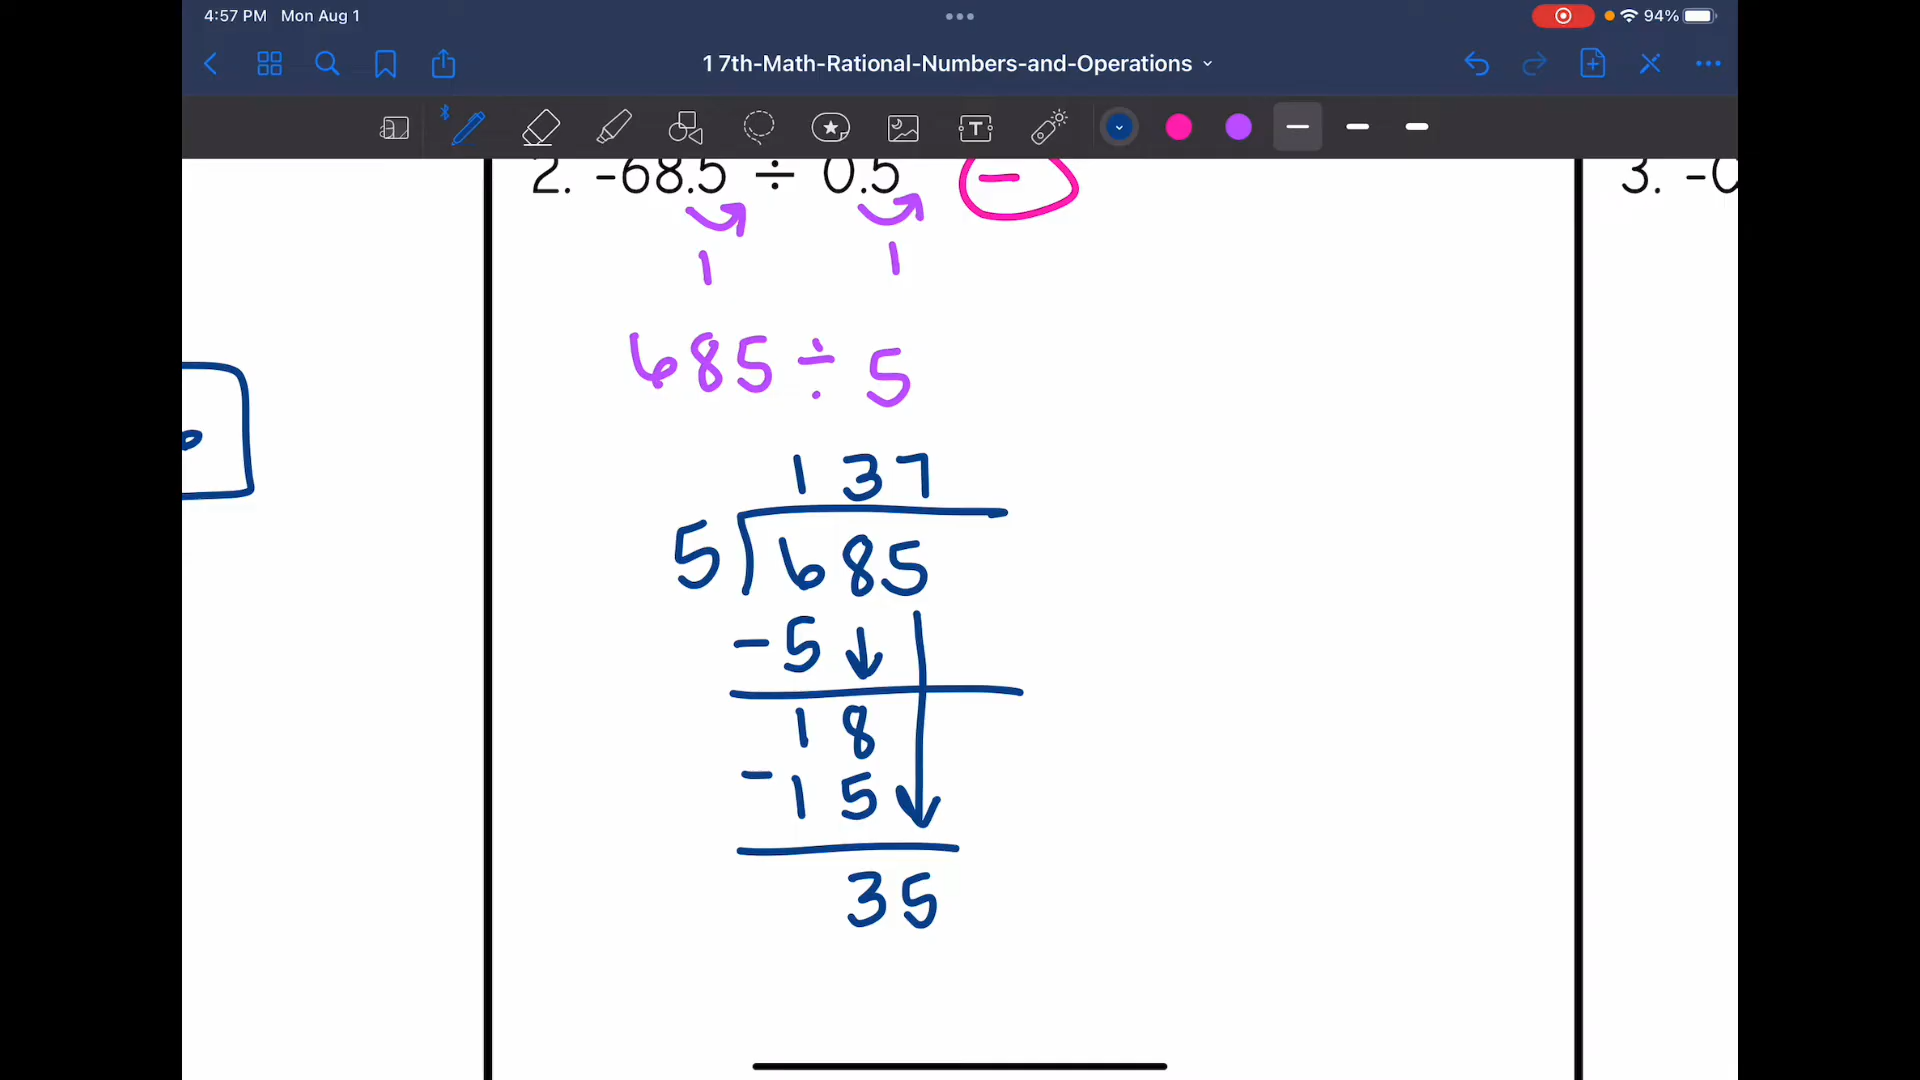 4:57 PM Mon Aug 1
94%
1 7th-Math-Rational-Numbers-and-Operations
2. -68.5 ÷ 0.5 -
3. -0
1 1
685 ÷ 5
137
5 685
-5
18
-15
35